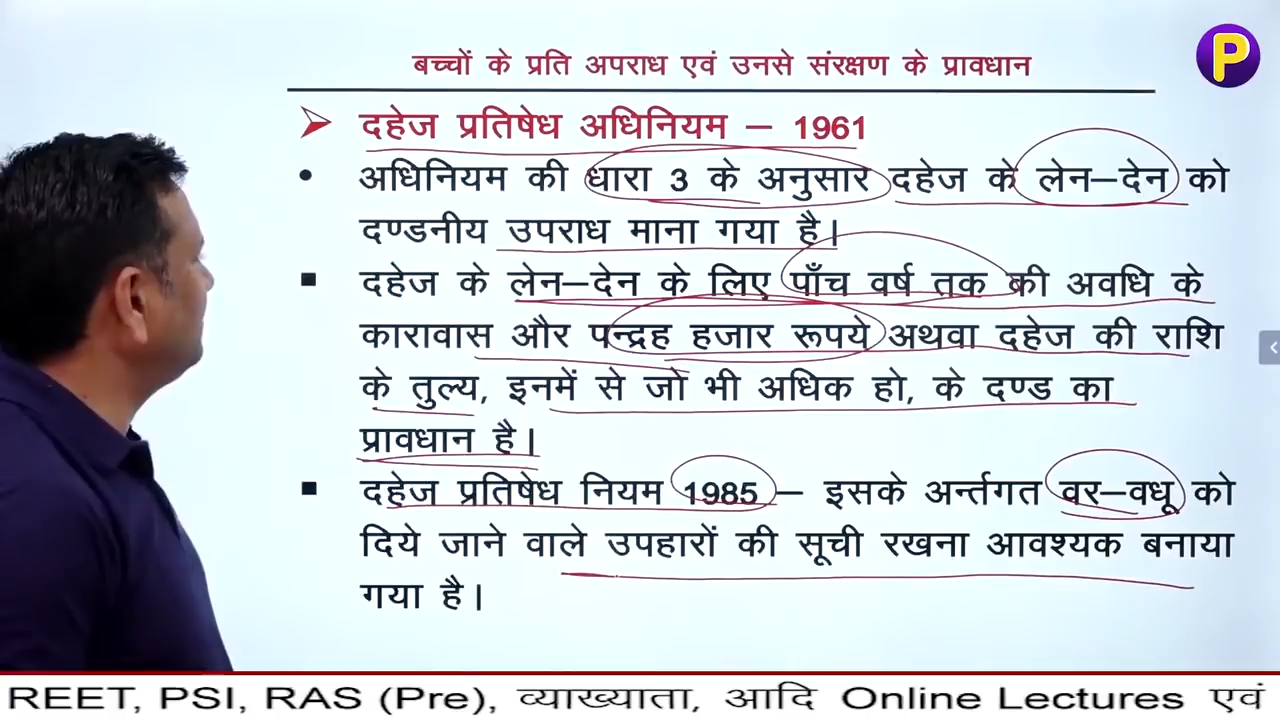 P
बच्चों के प्रति अपराध एवं उनसे संरक्षण के प्रावधान
दहेज प्रतिषेध अधिनियम – 1961
अधिनियम की धारा 3 के अनुसार दहेज के लेन–देन को
दण्डनीय उपराध माना गया है।
दहेज के लेन–देन के लिए पाँच वर्ष तक की अवधि के
कारावास और पन्द्रह हजार रूपये अथवा दहेज की राशि
के तुल्य, इनमें से जो भी अधिक हो, के दण्ड का
प्रावधान है।
दहेज प्रतिषेध नियम 1985 – इसके अर्न्तगत वर–वधू को
दिये जाने वाले उपहारों की सूची रखना आवश्यक बनाया
गया है।
REET, PSI, RAS (Pre), व्याख्याता, आदि Online Lectures एवं